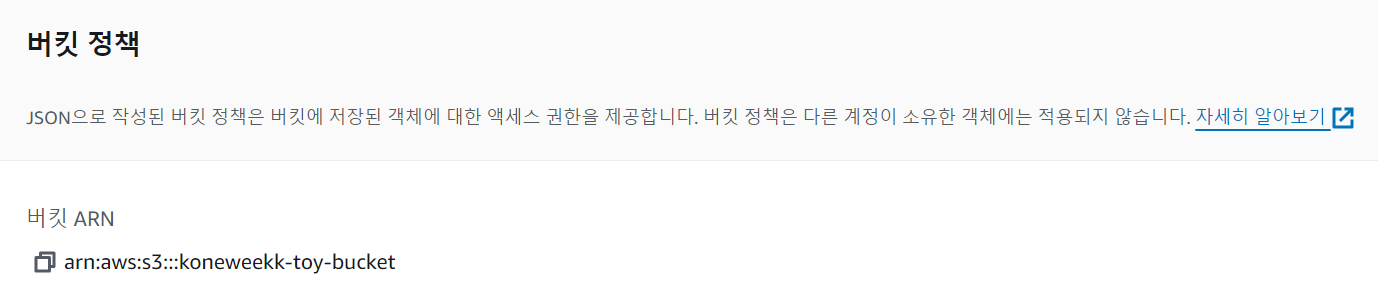 버킷 정책
JSON으로 작성된 버킷 정책은 버킷에 저장된 객체에 대한 액세스 권한을 제공합니다. 버킷 정책은 다른 계정이 소유한 객체에는 적용되지 않습니다. 자세히 알아보기
버킷 ARN
arn:aws:s3:::koneweekk-toy-bucket